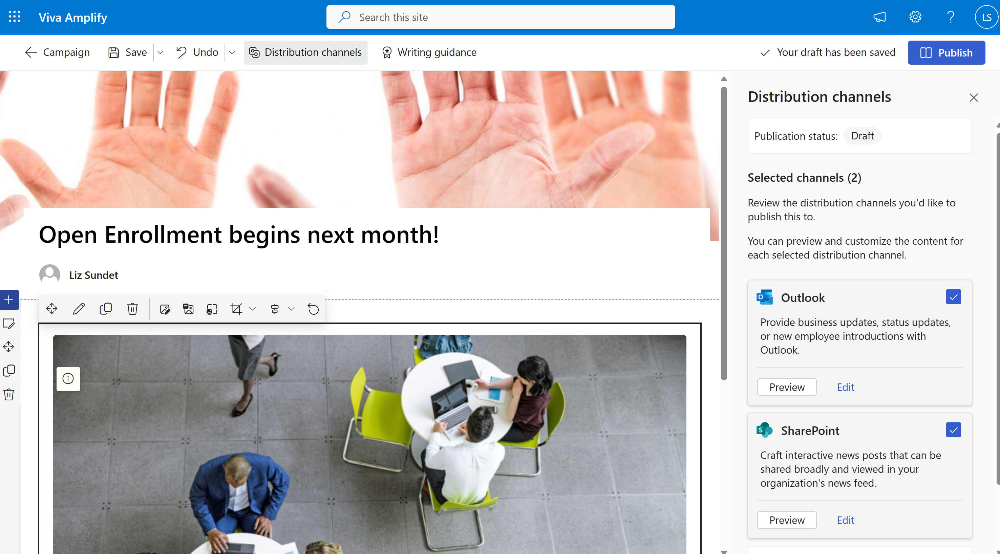 Viva Amplify
Search this site
LS
Campaign
Save
Undo
Distribution channels
Writing guidance
Your draft has been saved
Publish
Open Enrollment begins next month!
Liz Sundet
Distribution channels
Publication status: Draft
Selected channels (2)
Review the distribution channels you'd like to
publish this to.
You can preview and customize the content for
each selected distribution channel.
Outlook
Provide business updates, status updates,
or new employee introductions with
Outlook.
Preview
Edit
SharePoint
Craft interactive news posts that can be
shared broadly and viewed in your
organization's news feed.
Preview
Edit